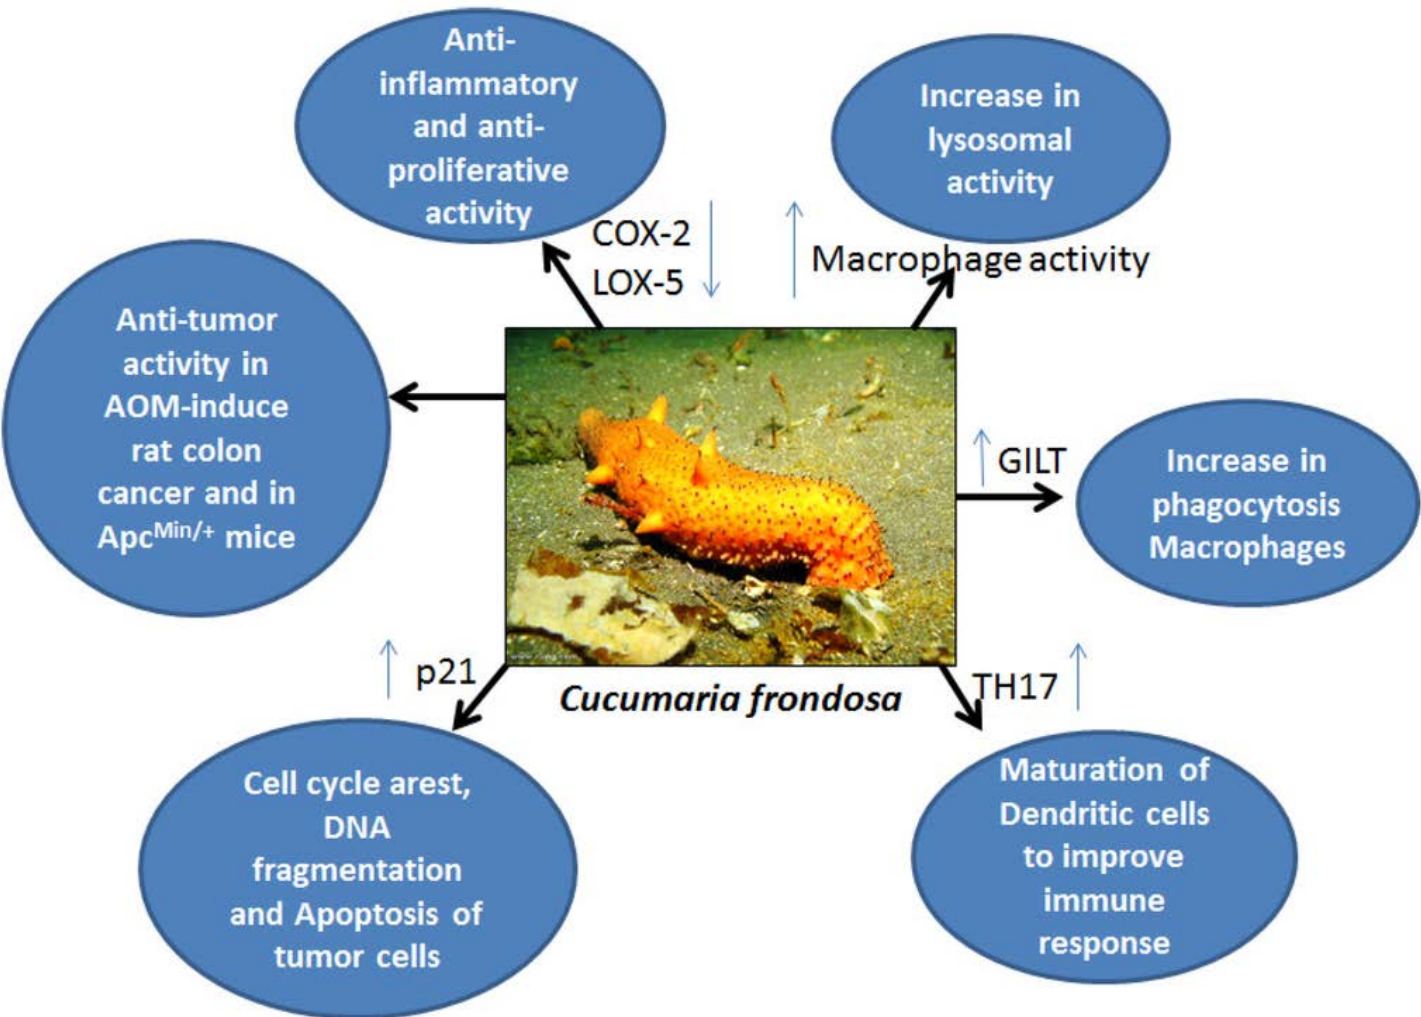 Anti-
inflammatory
and anti-
proliferative
activity
Increase in
lysosomal
activity
COX-2
LOX-5
Macrophage activity
Anti-tumor
activity in
AOM-induce
rat colon
cancer and in
Apc^Min/+ mice
GILT
Increase in
phagocytosis
Macrophages
p21
Cucumaria frondosa
TH17
Cell cycle arest,
DNA
fragmentation
and Apoptosis of
tumor cells
Maturation of
Dendritic cells
to improve
immune
response